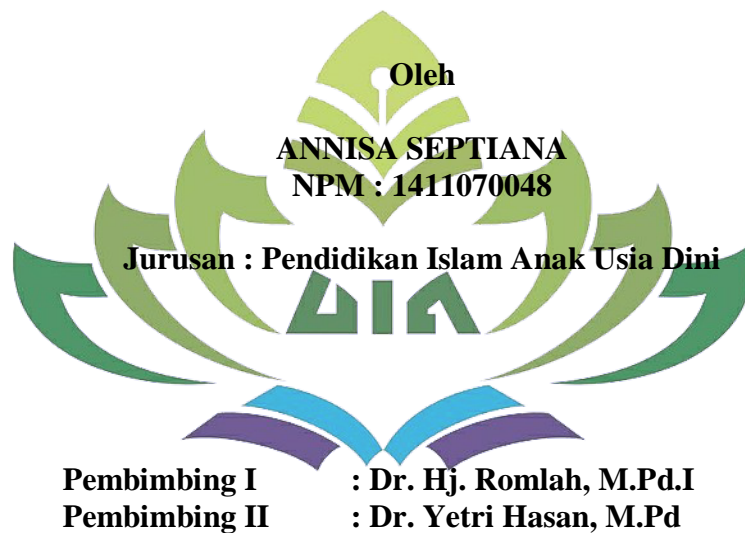 Oleh
ANNISA SEPTIANA
NPM : 1411070048
Jurusan : Pendidikan Islam Anak Usia Dini
UIN
Pembimbing I : Dr. Hj. Romlah, M.Pd.I
Pembimbing II : Dr. Yetri Hasan, M.Pd